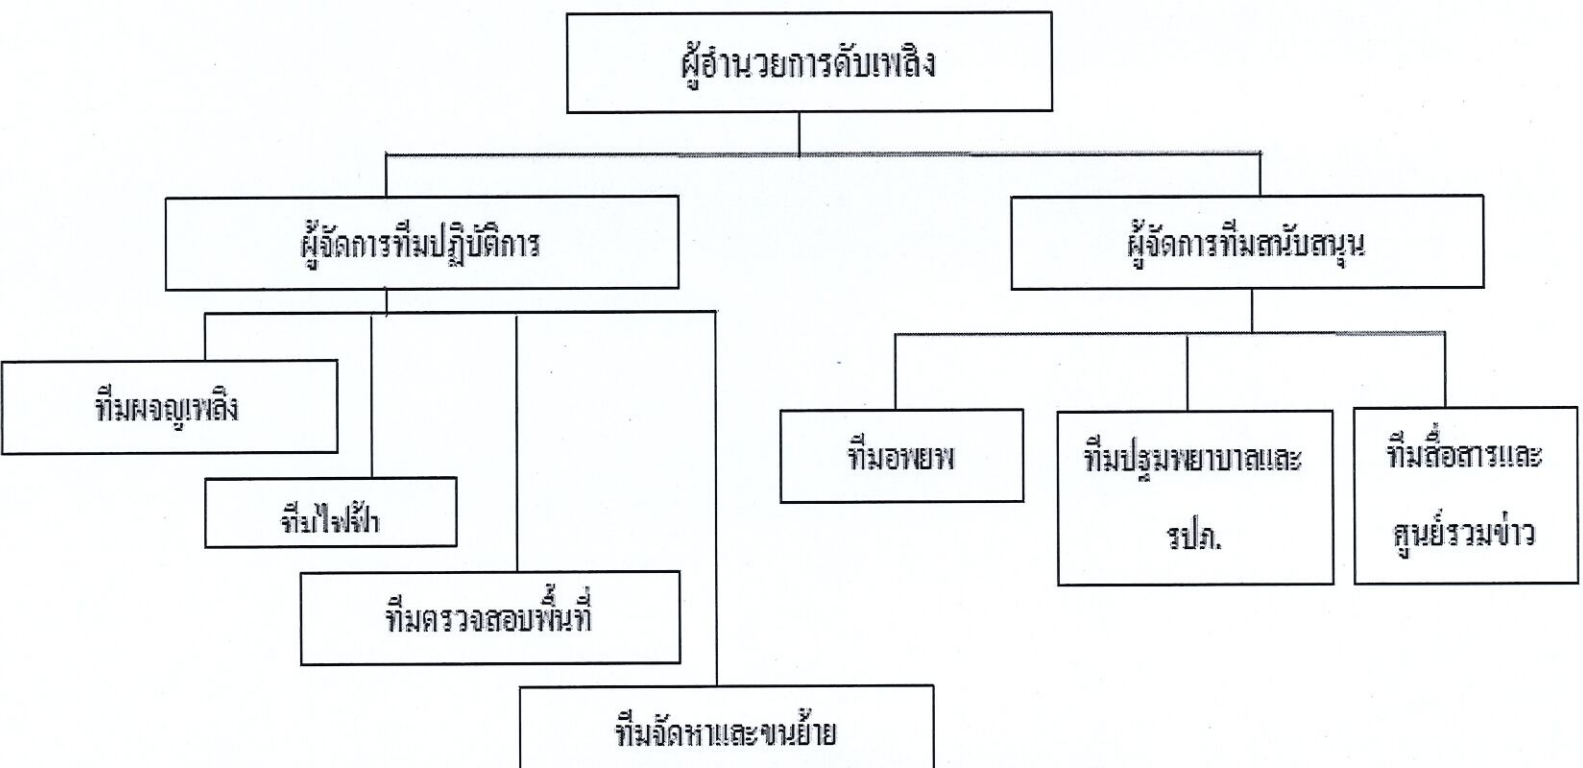 ผู้อำนวยการดับเพลิง
ผู้จัดการทีมปฏิบัติการ
ผู้จัดการทีมสนับสนุน
ทีมผจญเพลิง
ทีมไฟฟ้า
ทีมตรวจสอบพื้นที่
ทีมจัดหาและขนย้าย
ทีมอพยพ
ทีมปฐมพยาบาลและ
รปภ.
ทีมสื่อสารและ
ศูนย์รวมข่าว